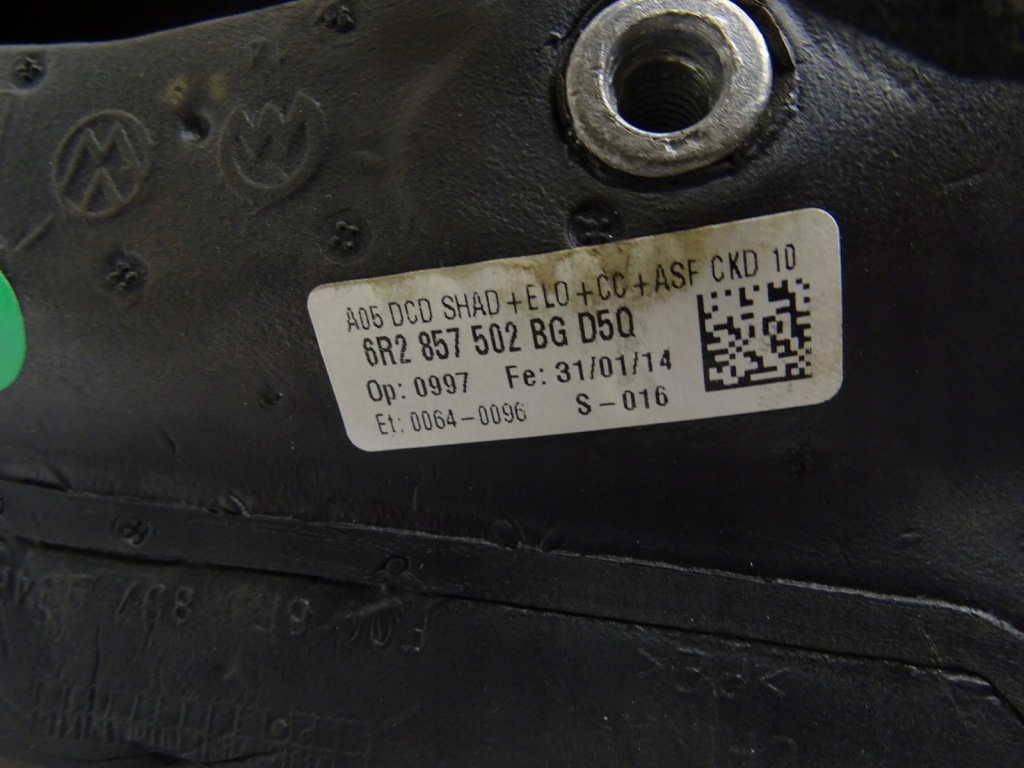 A05 DCD SHAD+ELO+CC+ASF CKD 10
6R2 857 502 BG D5Q
Op: 0997 Fe: 31/01/14
Et: 0064-0096 S-016